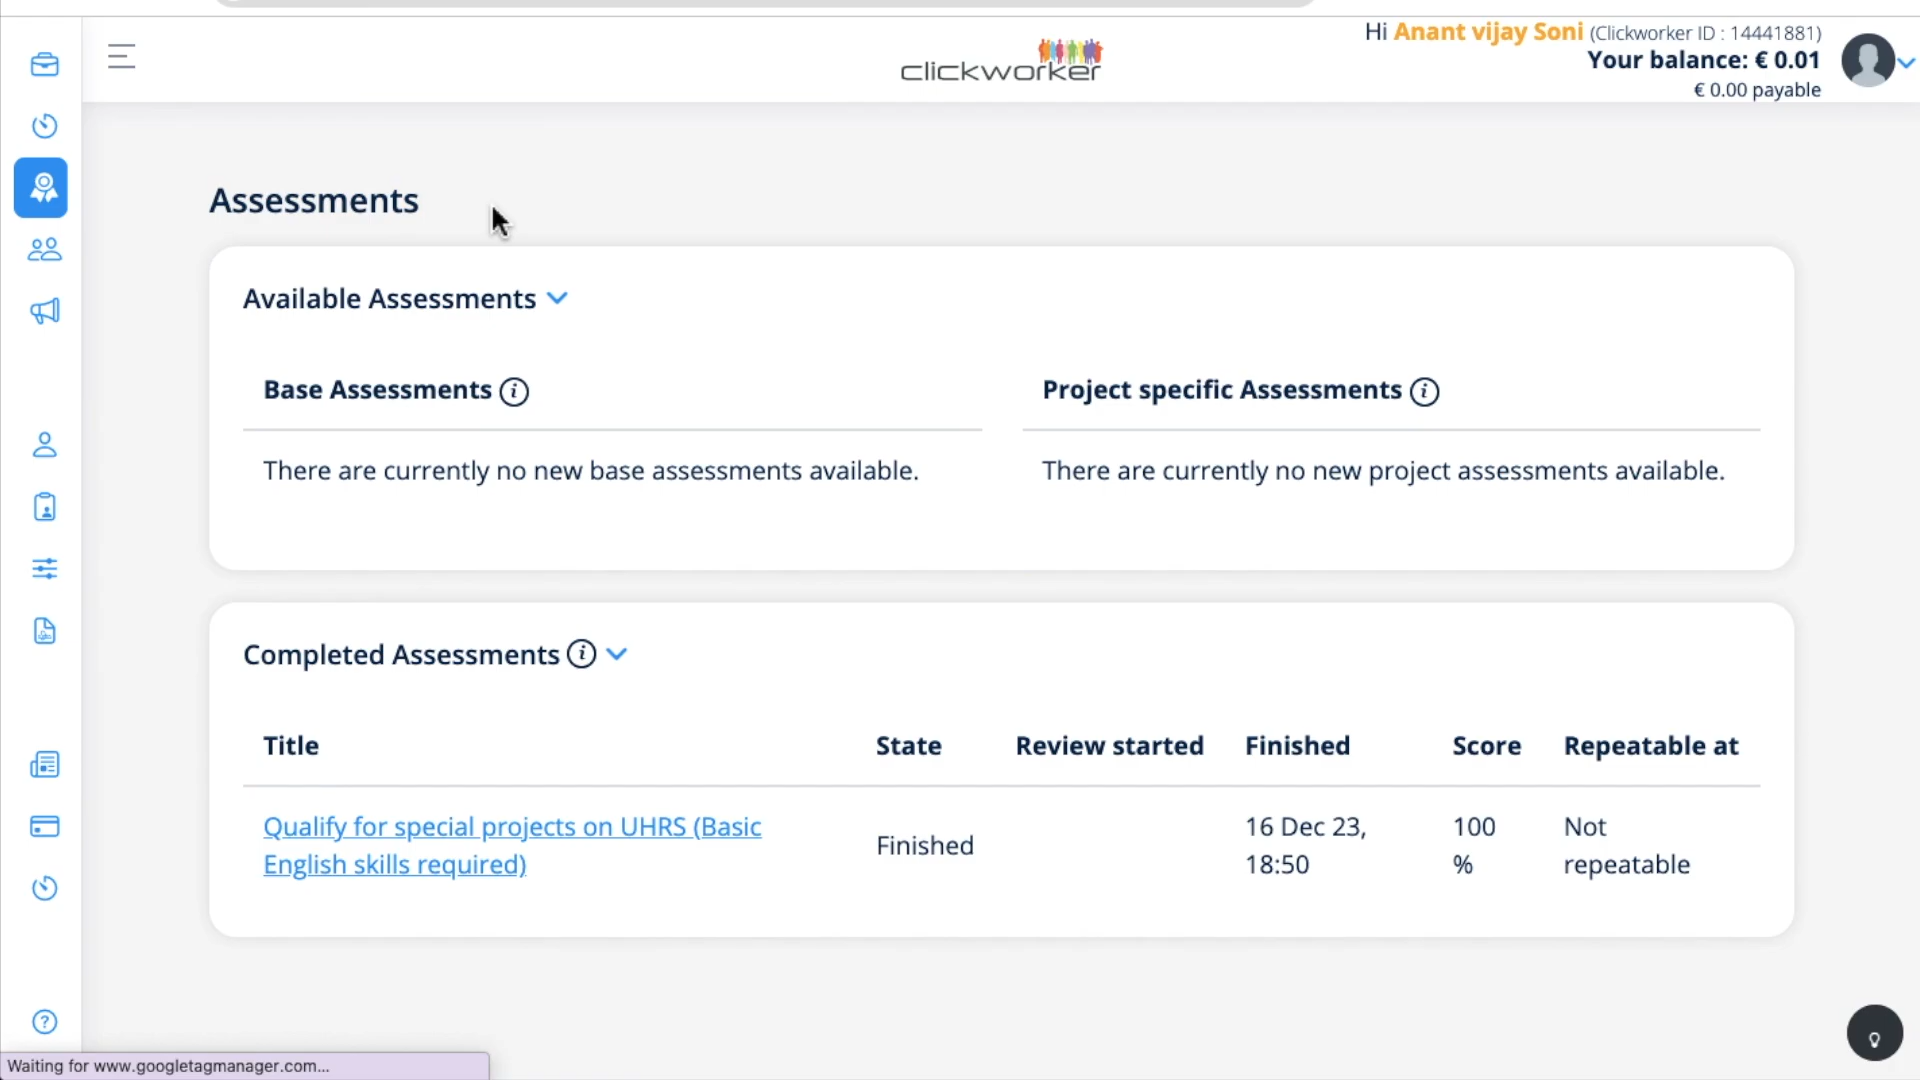 Hi Anant vijay Soni (Clickworker ID : 14441881)
clickworker
Your balance: € 0.01
€ 0.00 payable
Assessments
Available Assessments
Base Assessments
Project specific Assessments
There are currently no new base assessments available.
There are currently no new project assessments available.
Completed Assessments
Title State Review started Finished Score Repeatable at
Qualify for special projects on UHRS (Basic
English skills required)
Finished
16 Dec 23,
18:50
100
%
Not
repeatable
Waiting for www.googletagmanager.com...